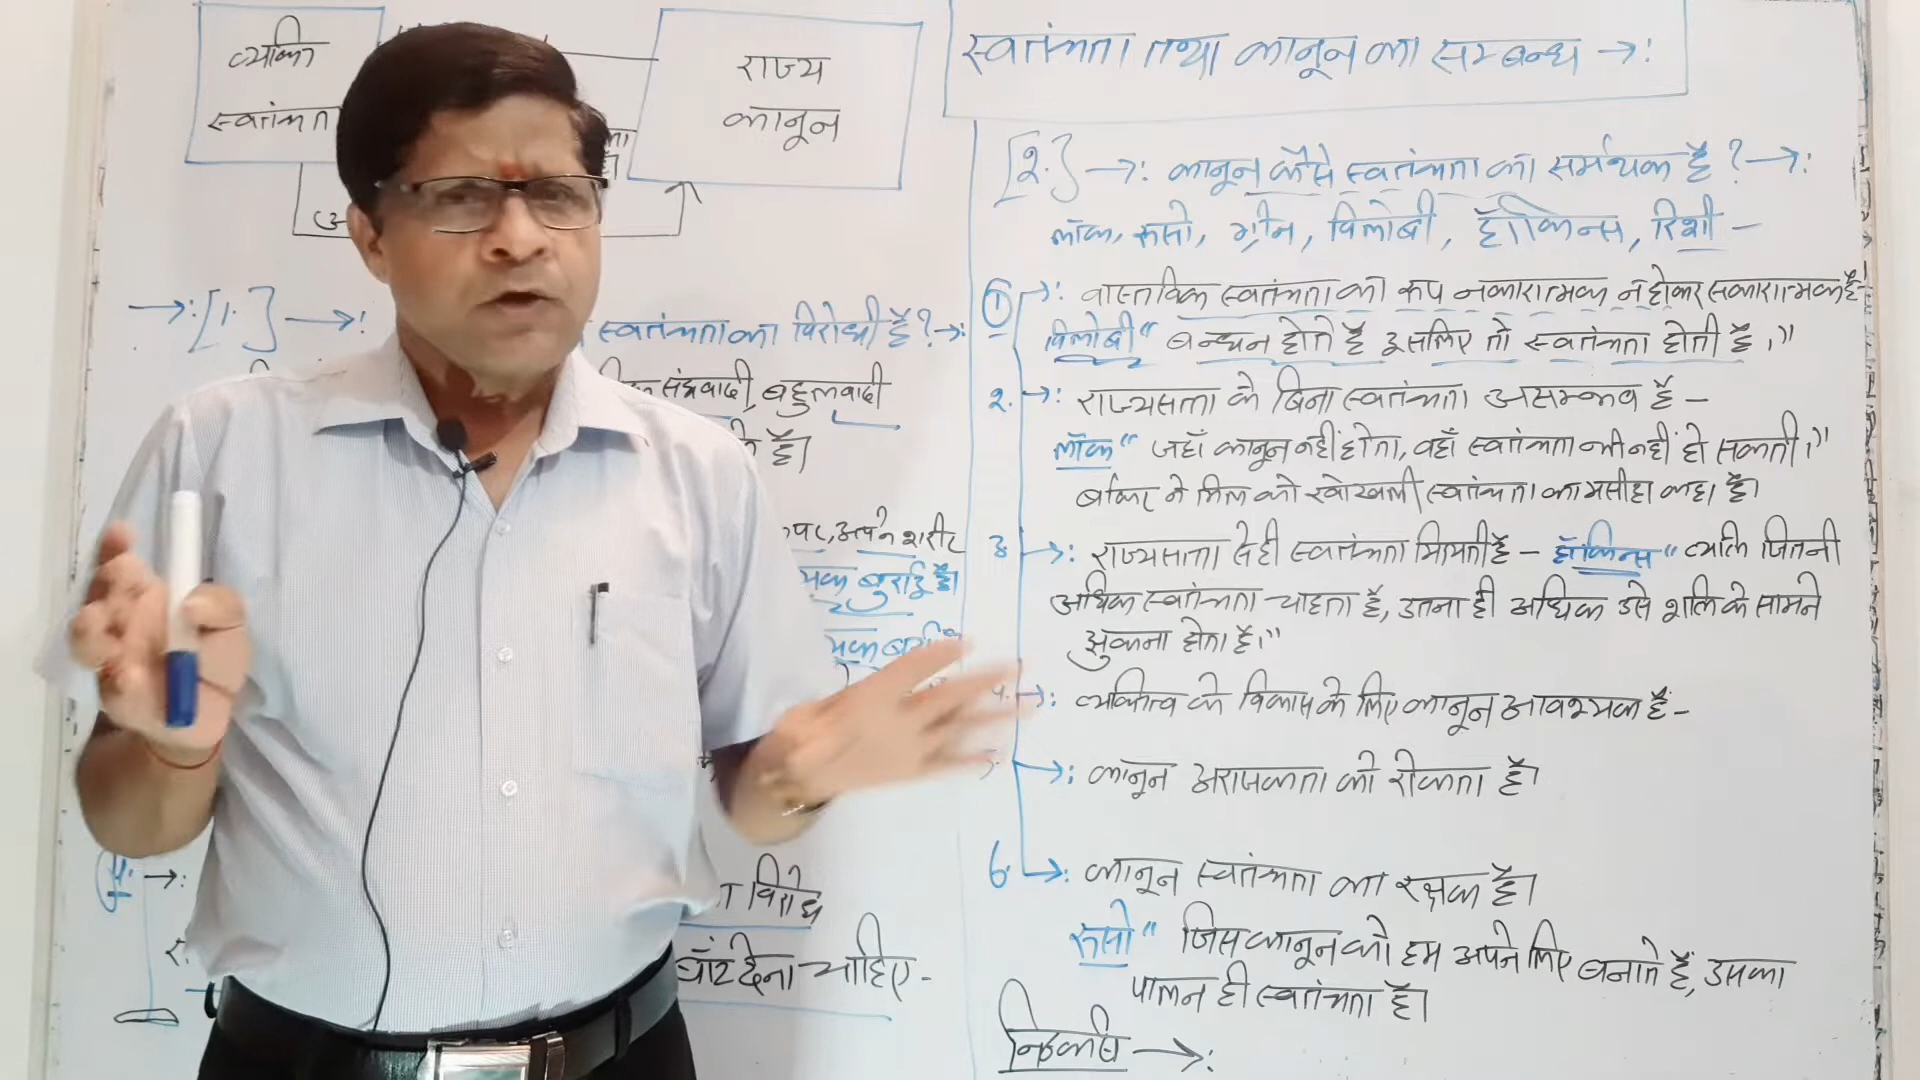 व्यक्ति
स्वतंत्रता
राज्य
कानून
स्वतंत्रता का विरोधी है?→:
→:[1.]→:
संघवादी, बहुलवादी
है।
पर, अपने शरीर
बुराई है।
विरोध
बाँट देना चाहिए-
स्वतंत्रता तथा कानून का सम्बन्ध →:
[2.] →: कानून कैसे स्वतंत्रता का समर्थक है? →:
लॉक, रूसो, ग्रीन, विलोबी, हॉकिन्स, रिशी -
① →: वास्तविक स्वतंत्रता का रूप नकारात्मक न होकर सकारात्मक है-
विलोबी" बन्धन होते है इसलिए तो स्वतंत्रता होती है।"
2. →: राज्यसत्ता के बिना स्वतंत्रता असम्भव है -
लॉक" जहाँ कानून नहीं होता, वहाँ स्वतंत्रता भी नहीं हो सकती।"
बार्कर ने मिल को खोखली स्वतंत्रता का मसीहा कहा है।
3 →: राज्यसत्ता से ही स्वतंत्रता मिलती है - हॉकिन्स" व्यक्ति जितनी
अधिक स्वतंत्रता चाहता है, उतना ही अधिक उसे शक्ति के सामने
झुकना होता है।"
→: व्यक्तित्व के विकास के लिए कानून आवश्यक है -
→: कानून अराजकता को रोकता है।
6. →: कानून स्वतंत्रता का रक्षक है।
रूसो" जिस कानून को हम अपने लिए बनाते हैं, उसका
पालन ही स्वतंत्रता है।
निष्कर्ष →: